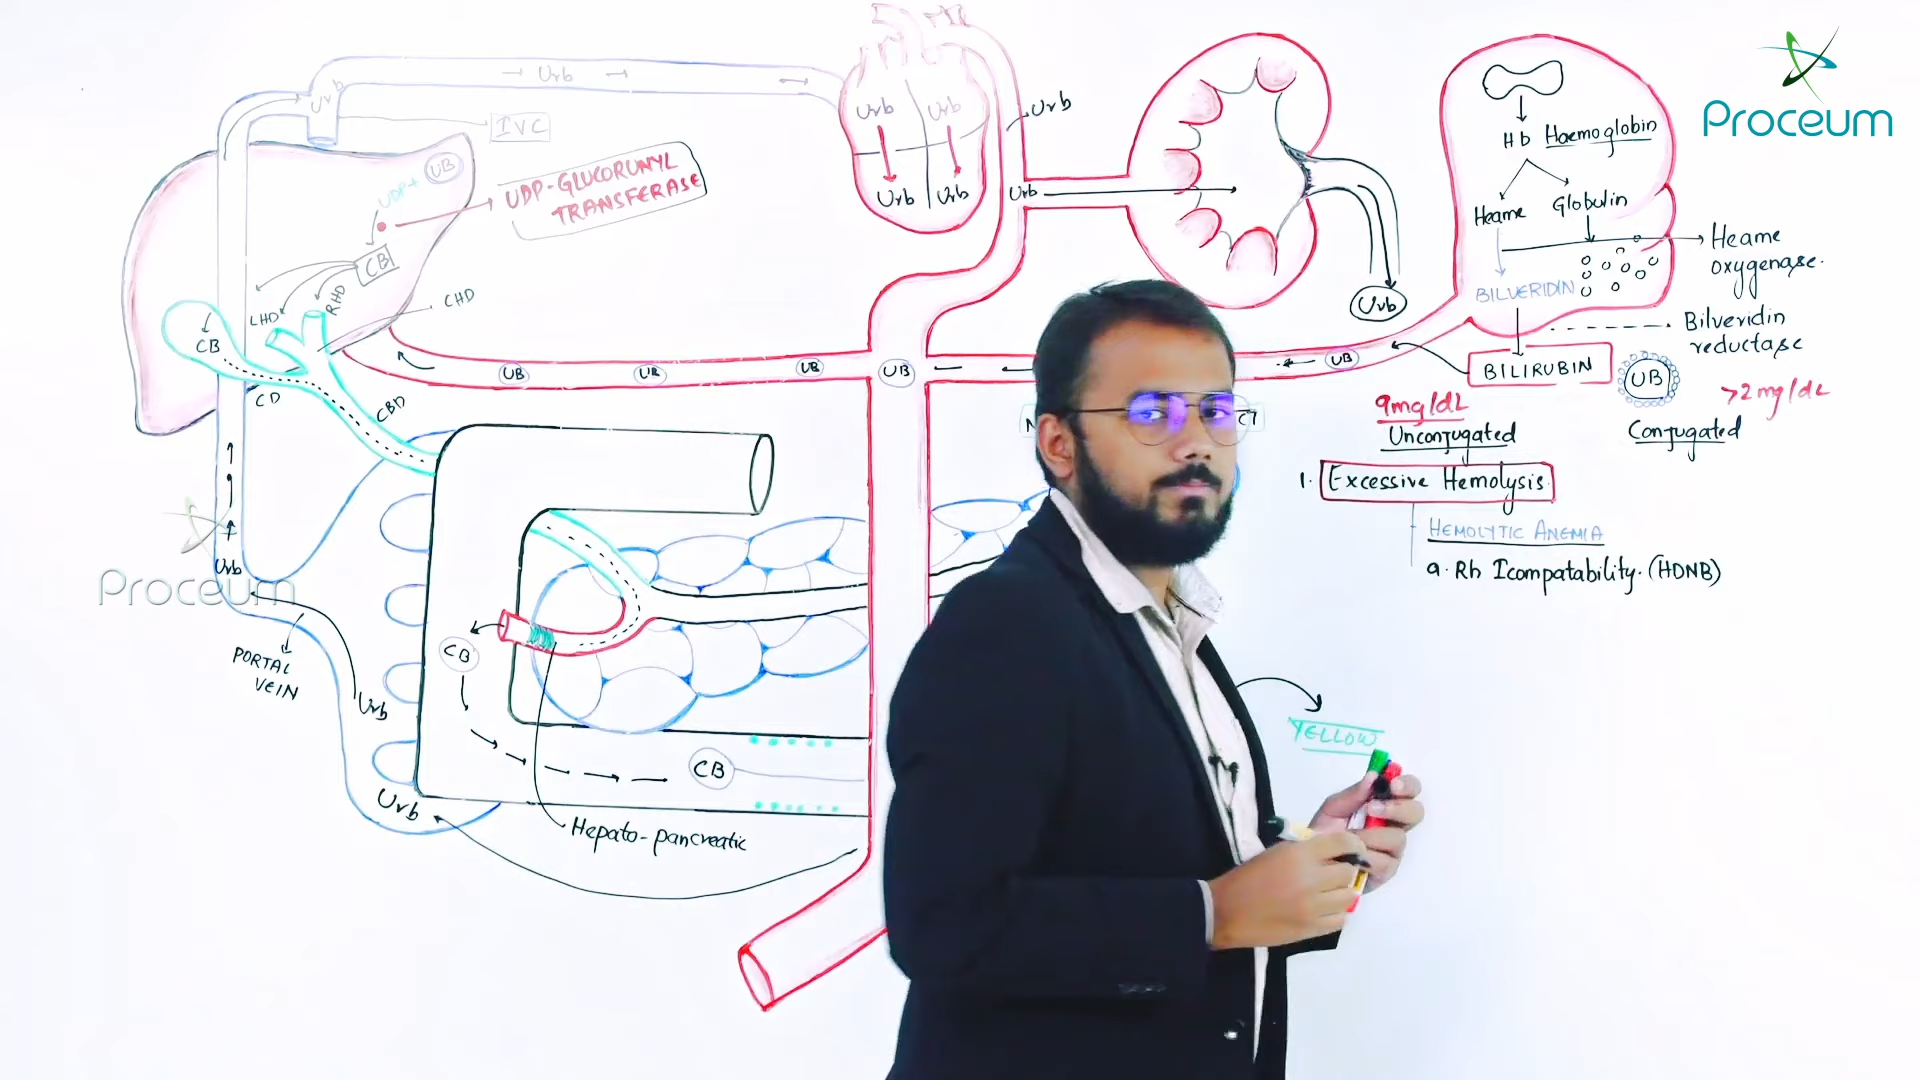 Proceum
Urb
Urb
IVC
UB
UDP+
UDP-GLUCORUNYL
TRANSFERASE
CB
LHD
RHD
CHD
CB
CD
CBD
Urb
Urb
Urb
Urb
Urb
Urb
Urb
Hb Haemoglobin
Heame
Globulin
Heame
oxygenase.
BILVERIDIN
Bilveridin
reductase
BILIRUBIN
UB
>2mg/dL
UB
UB
UB
UB
UB
9mg/dL
Unconjugated
Conjugated
1. Excessive Hemolysis.
HEMOLYTIC ANEMIA
a. Rh Icompatability. (HDNB)
Proceum
Urb
PORTAL
VEIN
Urb
Urb
CB
CB
Hepato-pancreatic
YELLOW